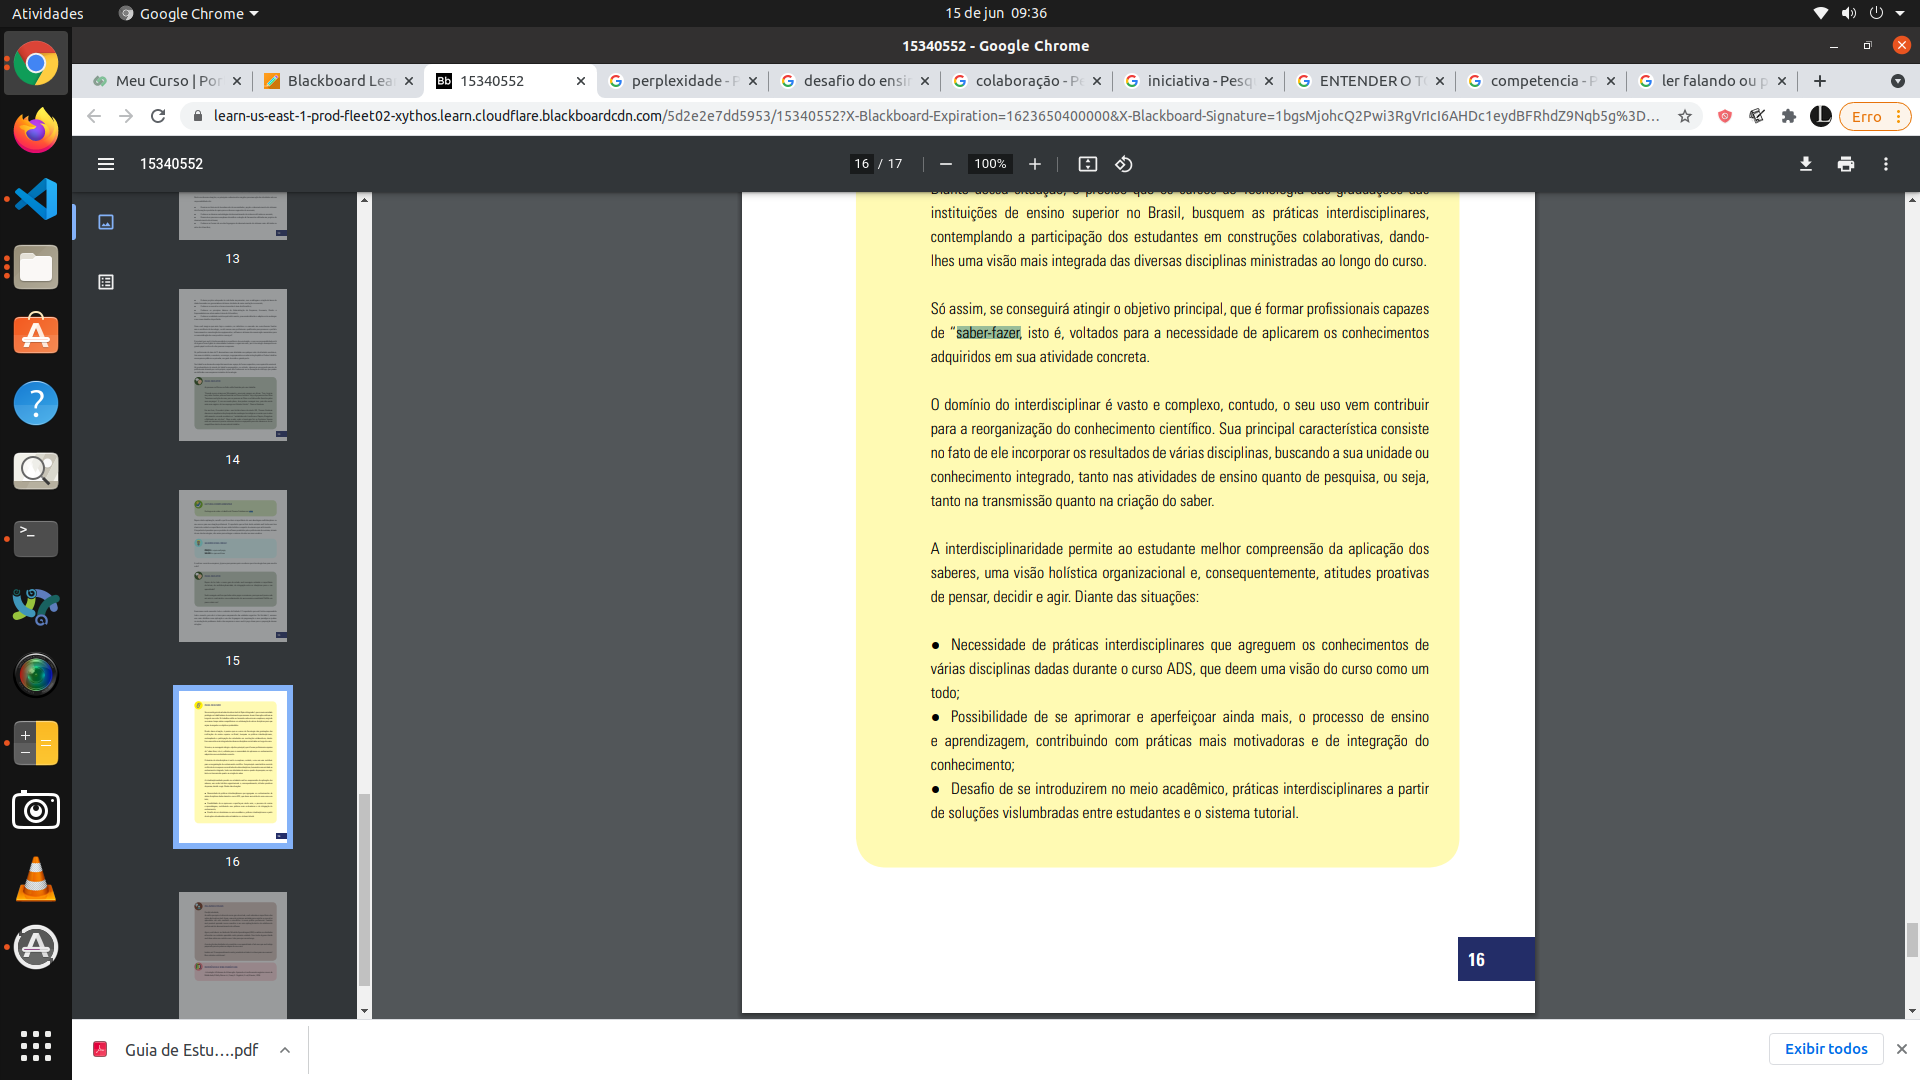 Atividades
Google Chrome
15 de jun 09:36
15340552 - Google Chrome
Meu Curso | Por
Blackboard Lea
15340552
perplexidade - P
desafio do ensi
colaboração - Pe
iniciativa - Pesq
ENTENDER O TO
competencia - P
ler falando ou p
learn-us-east-1-prod-fleet02-xythos.learn.cloudflare.blackboardcdn.com/5d2e2e7dd5953/15340552?X-Blackboard-Expiration=1623650400000&X-Blackboard-Signature=1bgsMjohcQ2Pwi3RgVrIcI6AHDc1eydBFRhdZ9Nqb5g%3D...
Erro
15340552
16 / 17
100%
13
14
15
16
instituições de ensino superior no Brasil, busquem as práticas interdisciplinares,
contemplando a participação dos estudantes em construções colaborativas, dando-
lhes uma visão mais integrada das diversas disciplinas ministradas ao longo do curso.
Só assim, se conseguirá atingir o objetivo principal, que é formar profissionais capazes
de “saber-fazer, isto é, voltados para a necessidade de aplicarem os conhecimentos
adquiridos em sua atividade concreta.
O domínio do interdisciplinar é vasto e complexo, contudo, o seu uso vem contribuir
para a reorganização do conhecimento científico. Sua principal característica consiste
no fato de ele incorporar os resultados de várias disciplinas, buscando a sua unidade ou
conhecimento integrado, tanto nas atividades de ensino quanto de pesquisa, ou seja,
tanto na transmissão quanto na criação do saber.
A interdisciplinaridade permite ao estudante melhor compreensão da aplicação dos
saberes, uma visão holística organizacional e, consequentemente, atitudes proativas
de pensar, decidir e agir. Diante das situações:
● Necessidade de práticas interdisciplinares que agreguem os conhecimentos de
várias disciplinas dadas durante o curso ADS, que deem uma visão do curso como um
todo;
● Possibilidade de se aprimorar e aperfeiçoar ainda mais, o processo de ensino
e aprendizagem, contribuindo com práticas mais motivadoras e de integração do
conhecimento;
● Desafio de se introduzirem no meio acadêmico, práticas interdisciplinares a partir
de soluções vislumbradas entre estudantes e o sistema tutorial.
16
Guia de Estu....pdf
Exibir todos